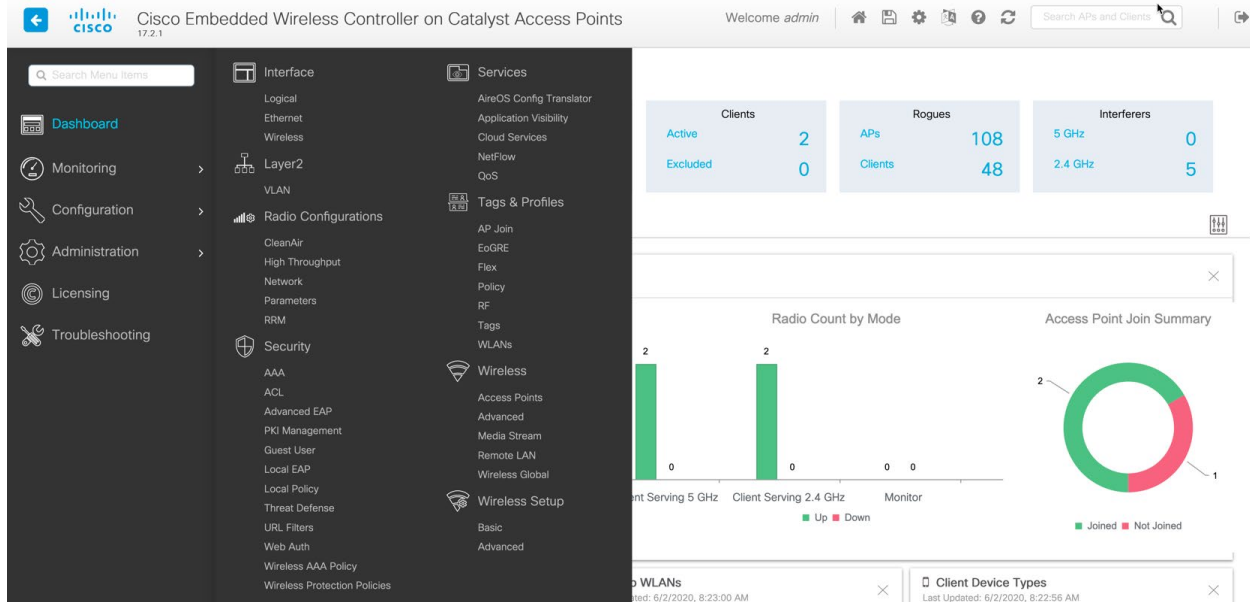 CISCO
Cisco Embedded Wireless Controller on Catalyst Access Points
17.2.1
Welcome admin
Search APs and Clients
Search Menu Items
Dashboard
Monitoring
Configuration
Administration
Licensing
Troubleshooting
Interface
Logical
Ethernet
Wireless
Layer2
VLAN
Radio Configurations
CleanAir
High Throughput
Network
Parameters
RRM
Security
AAA
ACL
Advanced EAP
PKI Management
Guest User
Local EAP
Local Policy
Threat Defense
URL Filters
Web Auth
Wireless AAA Policy
Wireless Protection Policies
Services
AireOS Config Translator
Application Visibility
Cloud Services
NetFlow
QoS
Tags & Profiles
AP Join
EoGRE
Flex
Policy
RF
Tags
WLANs
Wireless
Access Points
Advanced
Media Stream
Remote LAN
Wireless Global
Wireless Setup
Basic
Advanced
Clients
Active 2
Excluded 0
Rogues
APs 108
Clients 48
Interferers
5 GHz 0
2.4 GHz 5
Radio Count by Mode
2 2
0 0 0 0
Serving 5 GHz Client Serving 2.4 GHz Monitor
Up Down
Access Point Join Summary
2
1
Joined Not Joined
WLANs
6/2/2020, 8:23:00 AM
Client Device Types
Last Updated: 6/2/2020, 8:22:56 AM